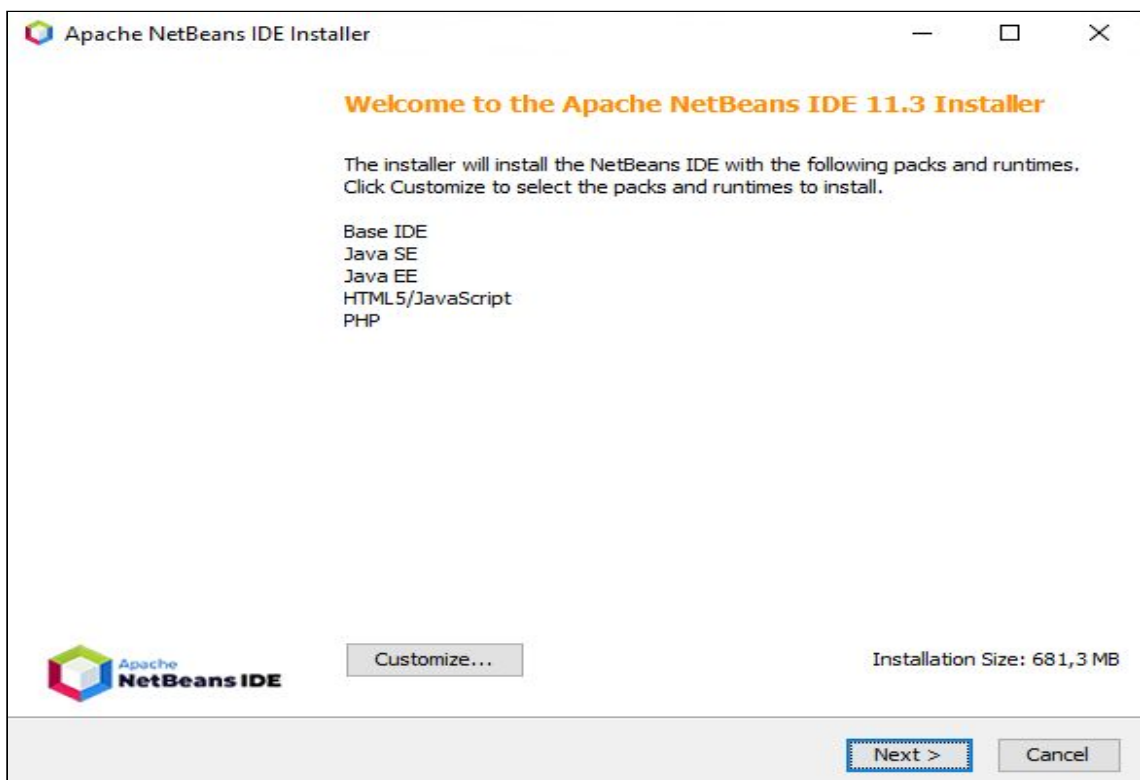 Apache NetBeans IDE Installer
Welcome to the Apache NetBeans IDE 11.3 Installer
The installer will install the NetBeans IDE with the following packs and runtimes.
Click Customize to select the packs and runtimes to install.
Base IDE
Java SE
Java EE
HTML5/JavaScript
PHP
Apache
NetBeans IDE
Customize...
Installation Size: 681,3 MB
Next >
Cancel